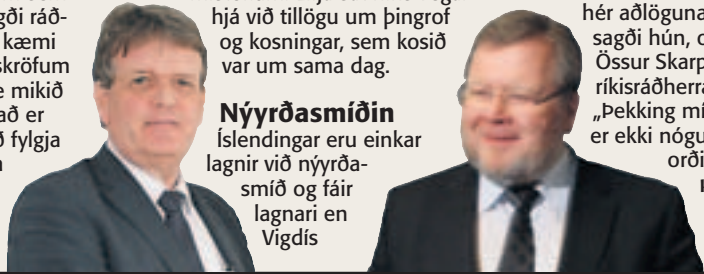 gði ráð-
kæmi
kröfum
mikið
að er
fylgja
hjá við tillögu um þingrof
og kosningar, sem kosið
var um sama dag.
Nýyrðasmíðin
Íslendingar eru einkar
lagnir við nýyrða-
smíð og fáir
lagnari en
Vigdís
hér aðlöguna
sagði hún, o
Össur Skarp
ríkisráðherra
„Þekking mí
er ekki nógu
orði